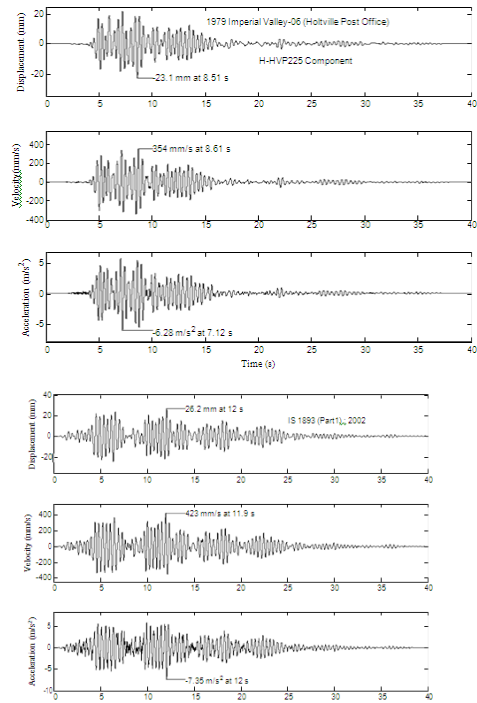 20
0
-20
Displacement (mm)
1979 Imperial Valley-06 (Holtville Post Office)
H-HVP225 Component
-23.1 mm at 8.51 s
0 5 10 15 20 25 30 35 40
400
200
0
-200
-400
Velocity(mm/s)
354 mm/s at 8.61 s
0 5 10 15 20 25 30 35 40
5
0
-5
Acceleration (m/s²)
-6.28 m/s² at 7.12 s
0 5 10 15 20 25 30 35 40
Time (s)
40
20
0
-20
Displacement (mm)
26.2 mm at 12 s
IS 1893 (Part1) 2002
0 5 10 15 20 25 30 35 40
400
200
0
-200
-400
Velocity (mm/s)
423 mm/s at 11.9 s
0 5 10 15 20 25 30 35 40
5
0
-5
-10
Acceleration (m/s²)
-7.35 m/s² at 12 s
0 5 10 15 20 25 30 35 40